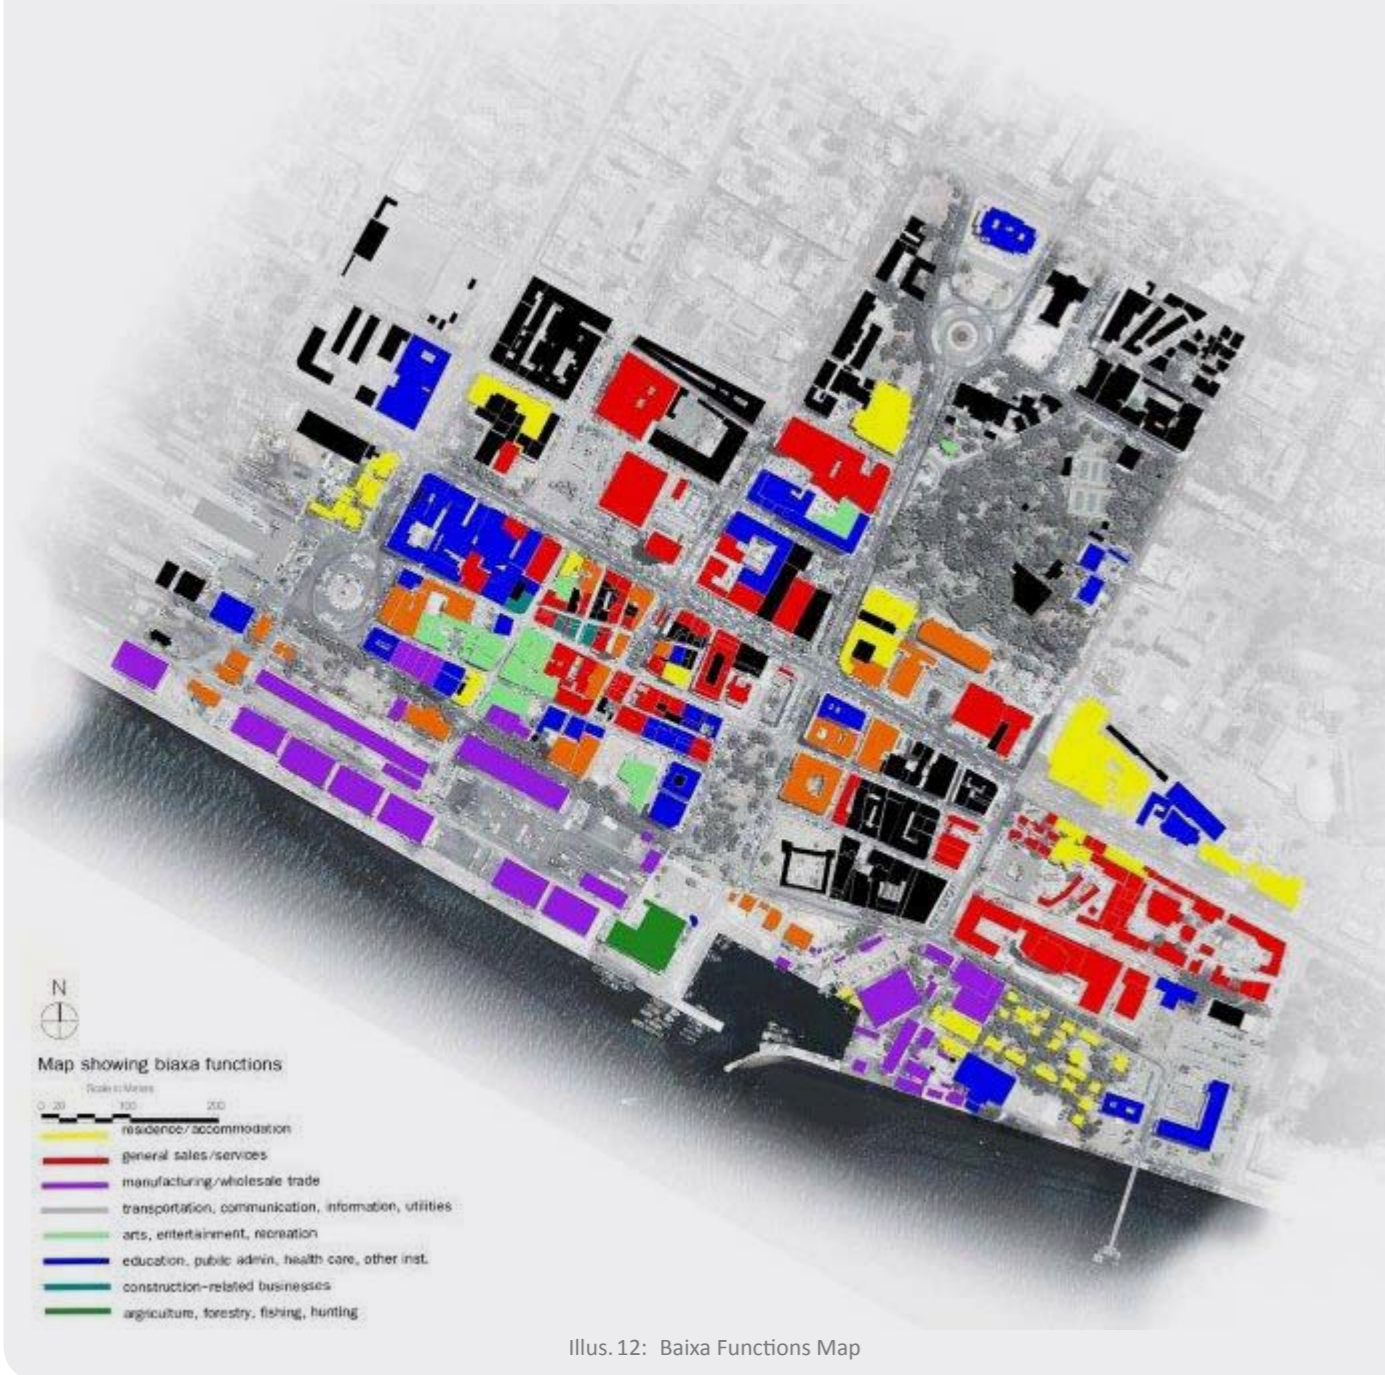 N
Map showing biaxa functions
Scale in Meters
0 20 100 200
residence/accommodation
general sales/services
manufacturing/wholesale trade
transportation, communication, information, utilities
arts, entertainment, recreation
education, public admin, health care, other inst.
construction-related businesses
argriculture, forestry, fishing, hunting
Illus. 12: Baixa Functions Map